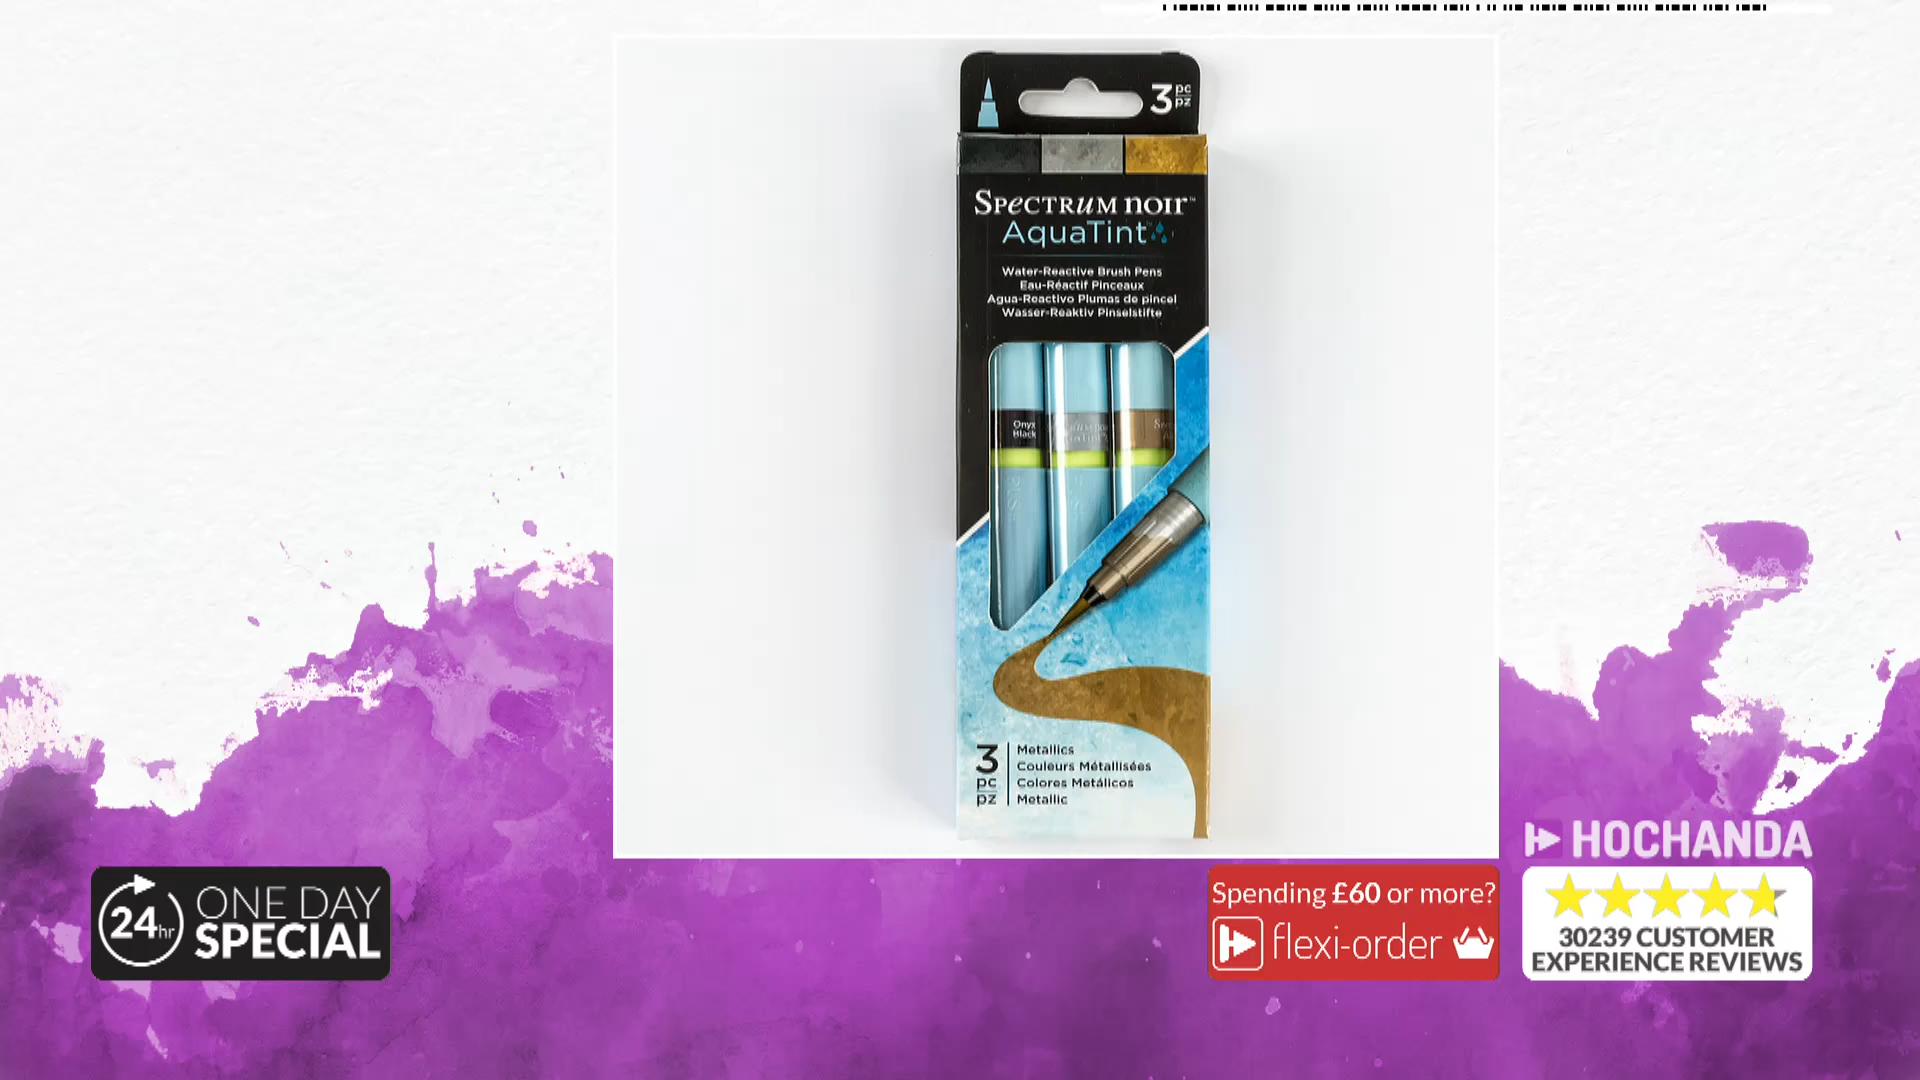 3 pc
pz
SPeCTRuM noir™
AquaTint
Water-Reactive Brush Pens
Eau-Réactif Pinceaux
Agua-Reactivo Plumas de pincel
Wasser-Reaktiv Pinselstifte
Onyx
Black
3
pc
pz
Metallics
Couleurs Métallisées
Colores Metálicos
Metallic
24hr
ONE DAY
SPECIAL
Spending £60 or more?
flexi-order
HOCHANDA
30239 CUSTOMER
EXPERIENCE REVIEWS